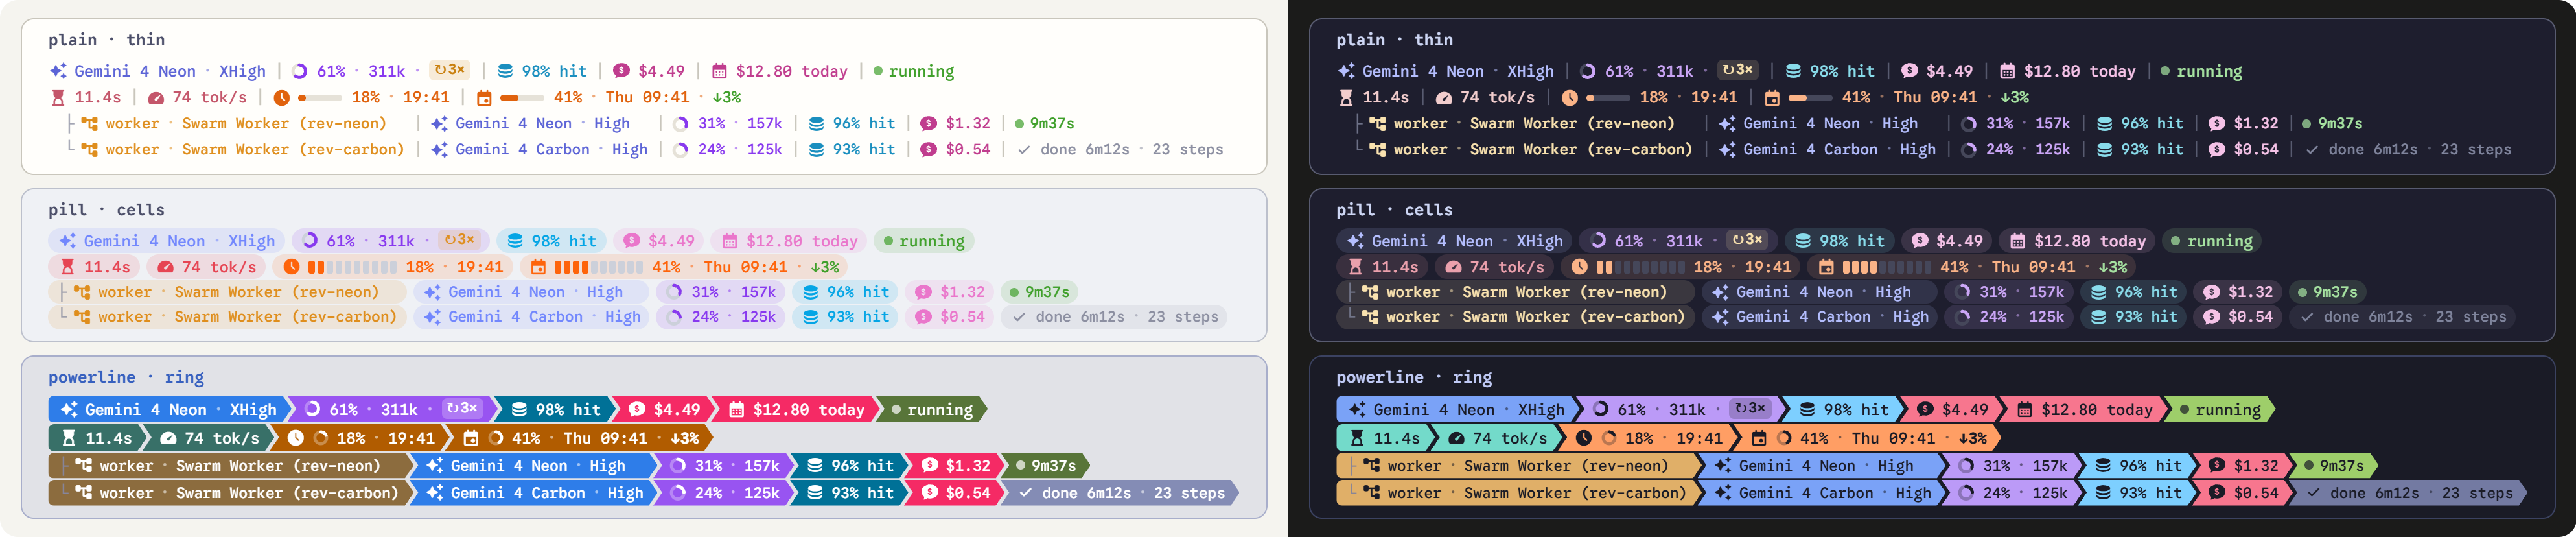 plain · thin
Gemini 4 Neon · XHigh | 61% · 311k · ↻3× | 98% hit | $4.49 | $12.80 today | ● running
11.4s | 74 tok/s | 18% · 19:41 | 41% · Thu 09:41 · ↓3%
├ worker · Swarm Worker (rev-neon) | Gemini 4 Neon · High | 31% · 157k | 96% hit | $1.32 | ● 9m37s
└ worker · Swarm Worker (rev-carbon) | Gemini 4 Carbon · High | 24% · 125k | 93% hit | $0.54 | ✓ done 6m12s · 23 steps
pill · cells
Gemini 4 Neon · XHigh 61% · 311k · ↻3× 98% hit $4.49 $12.80 today ● running
11.4s 74 tok/s 18% · 19:41 41% · Thu 09:41 · ↓3%
├ worker · Swarm Worker (rev-neon) Gemini 4 Neon · High 31% · 157k 96% hit $1.32 ● 9m37s
└ worker · Swarm Worker (rev-carbon) Gemini 4 Carbon · High 24% · 125k 93% hit $0.54 ✓ done 6m12s · 23 steps
powerline · ring
Gemini 4 Neon · XHigh 61% · 311k · ↻3× 98% hit $4.49 $12.80 today ● running
11.4s 74 tok/s 18% · 19:41 41% · Thu 09:41 · ↓3%
├ worker · Swarm Worker (rev-neon) Gemini 4 Neon · High 31% · 157k 96% hit $1.32 ● 9m37s
└ worker · Swarm Worker (rev-carbon) Gemini 4 Carbon · High 24% · 125k 93% hit $0.54 ✓ done 6m12s · 23 steps
plain · thin
Gemini 4 Neon · XHigh | 61% · 311k · ↻3× | 98% hit | $4.49 | $12.80 today | ● running
11.4s | 74 tok/s | 18% · 19:41 | 41% · Thu 09:41 · ↓3%
├ worker · Swarm Worker (rev-neon) | Gemini 4 Neon · High | 31% · 157k | 96% hit | $1.32 | ● 9m37s
└ worker · Swarm Worker (rev-carbon) | Gemini 4 Carbon · High | 24% · 125k | 93% hit | $0.54 | ✓ done 6m12s · 23 steps
pill · cells
Gemini 4 Neon · XHigh 61% · 311k · ↻3× 98% hit $4.49 $12.80 today ● running
11.4s 74 tok/s 18% · 19:41 41% · Thu 09:41 · ↓3%
├ worker · Swarm Worker (rev-neon) Gemini 4 Neon · High 31% · 157k 96% hit $1.32 ● 9m37s
└ worker · Swarm Worker (rev-carbon) Gemini 4 Carbon · High 24% · 125k 93% hit $0.54 ✓ done 6m12s · 23 steps
powerline · ring
Gemini 4 Neon · XHigh 61% · 311k · ↻3× 98% hit $4.49 $12.80 today ● running
11.4s 74 tok/s 18% · 19:41 41% · Thu 09:41 · ↓3%
├ worker · Swarm Worker (rev-neon) Gemini 4 Neon · High 31% · 157k 96% hit $1.32 ● 9m37s
└ worker · Swarm Worker (rev-carbon) Gemini 4 Carbon · High 24% · 125k 93% hit $0.54 ✓ done 6m12s · 23 steps